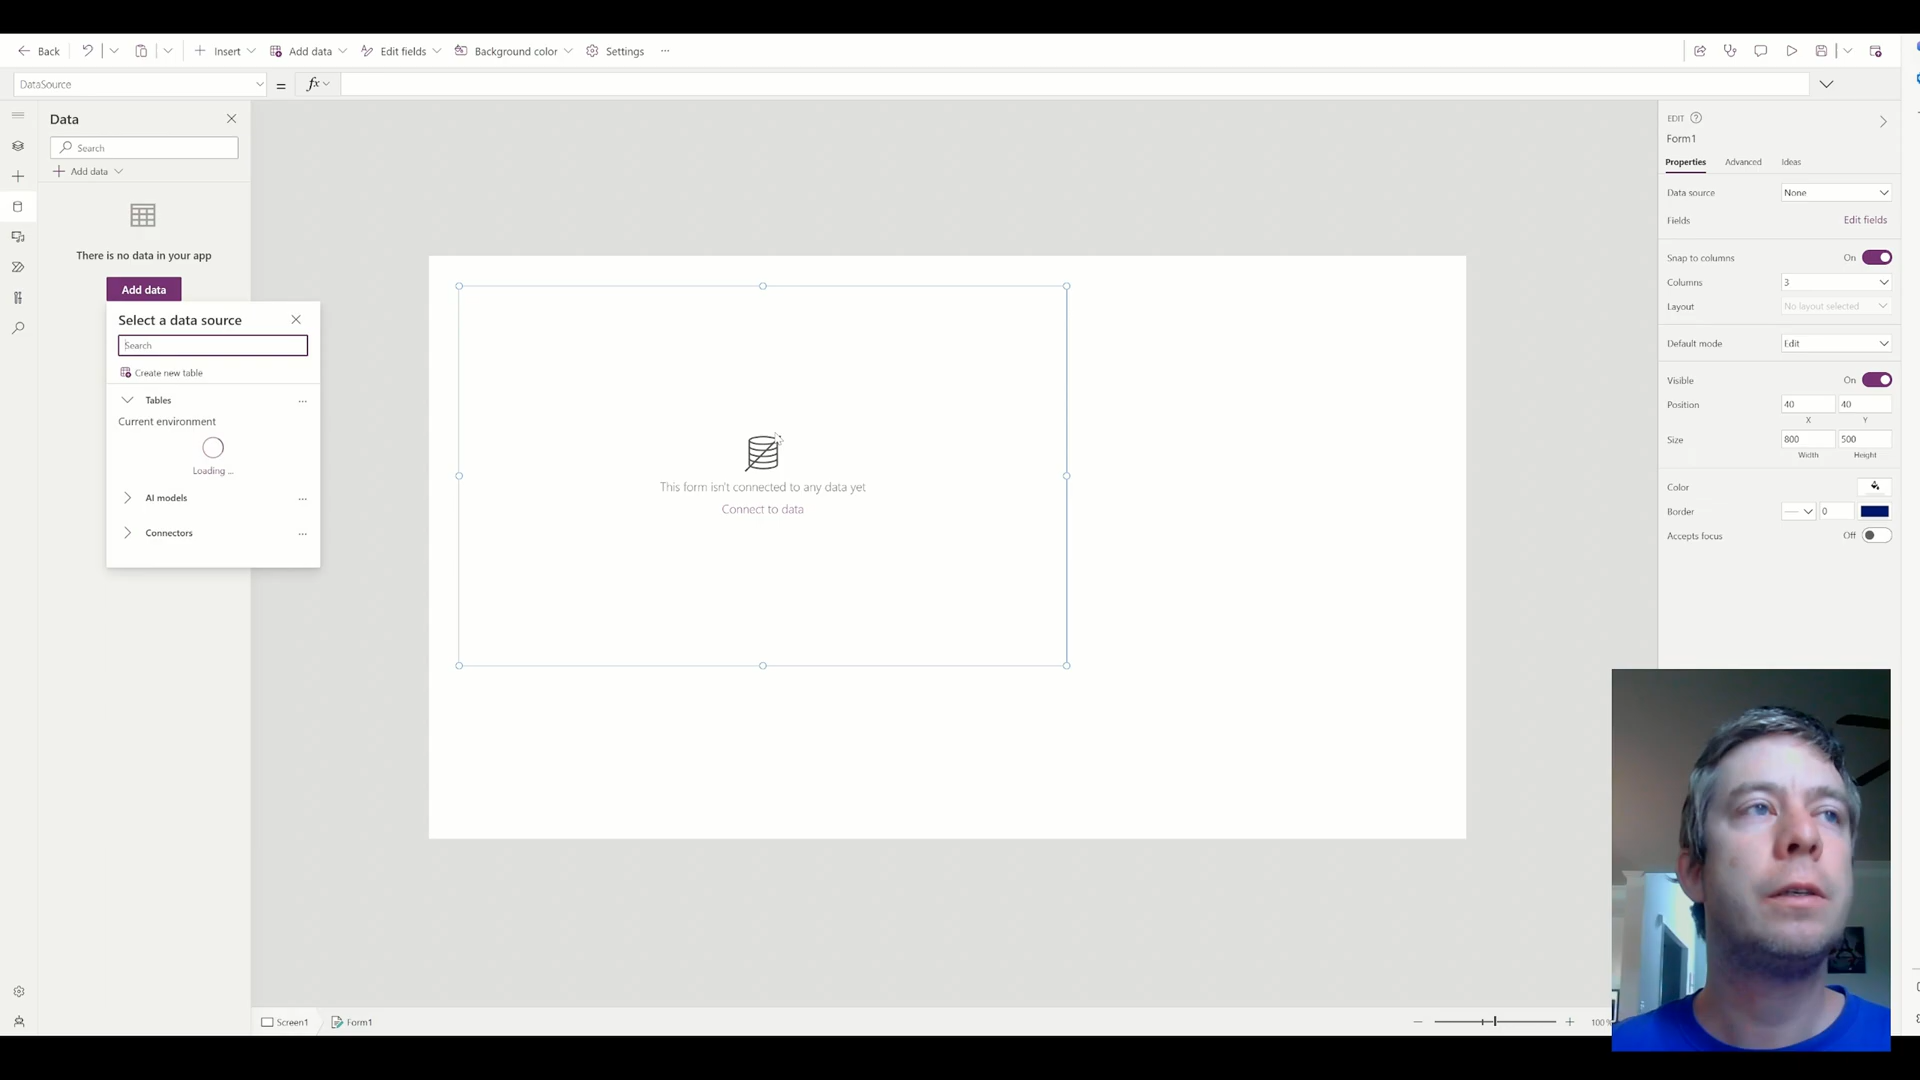 Back
Insert
Add data
Edit fields
Background color
Settings
DataSource
=
fx
Data
Search
Add data
There is no data in your app
Add data
Select a data source
Search
Create new table
Tables
Current environment
Loading ...
AI models
Connectors
This form isn't connected to any data yet
Connect to data
EDIT
Form1
Properties Advanced Ideas
Data source None
Fields Edit fields
Snap to columns On
Columns 3
Layout No layout selected
Default mode Edit
Visible On
Position 40 40
X Y
Size 800 500
Width Height
Color
Border 0
Accepts focus Off
Screen1 Form1
100 %